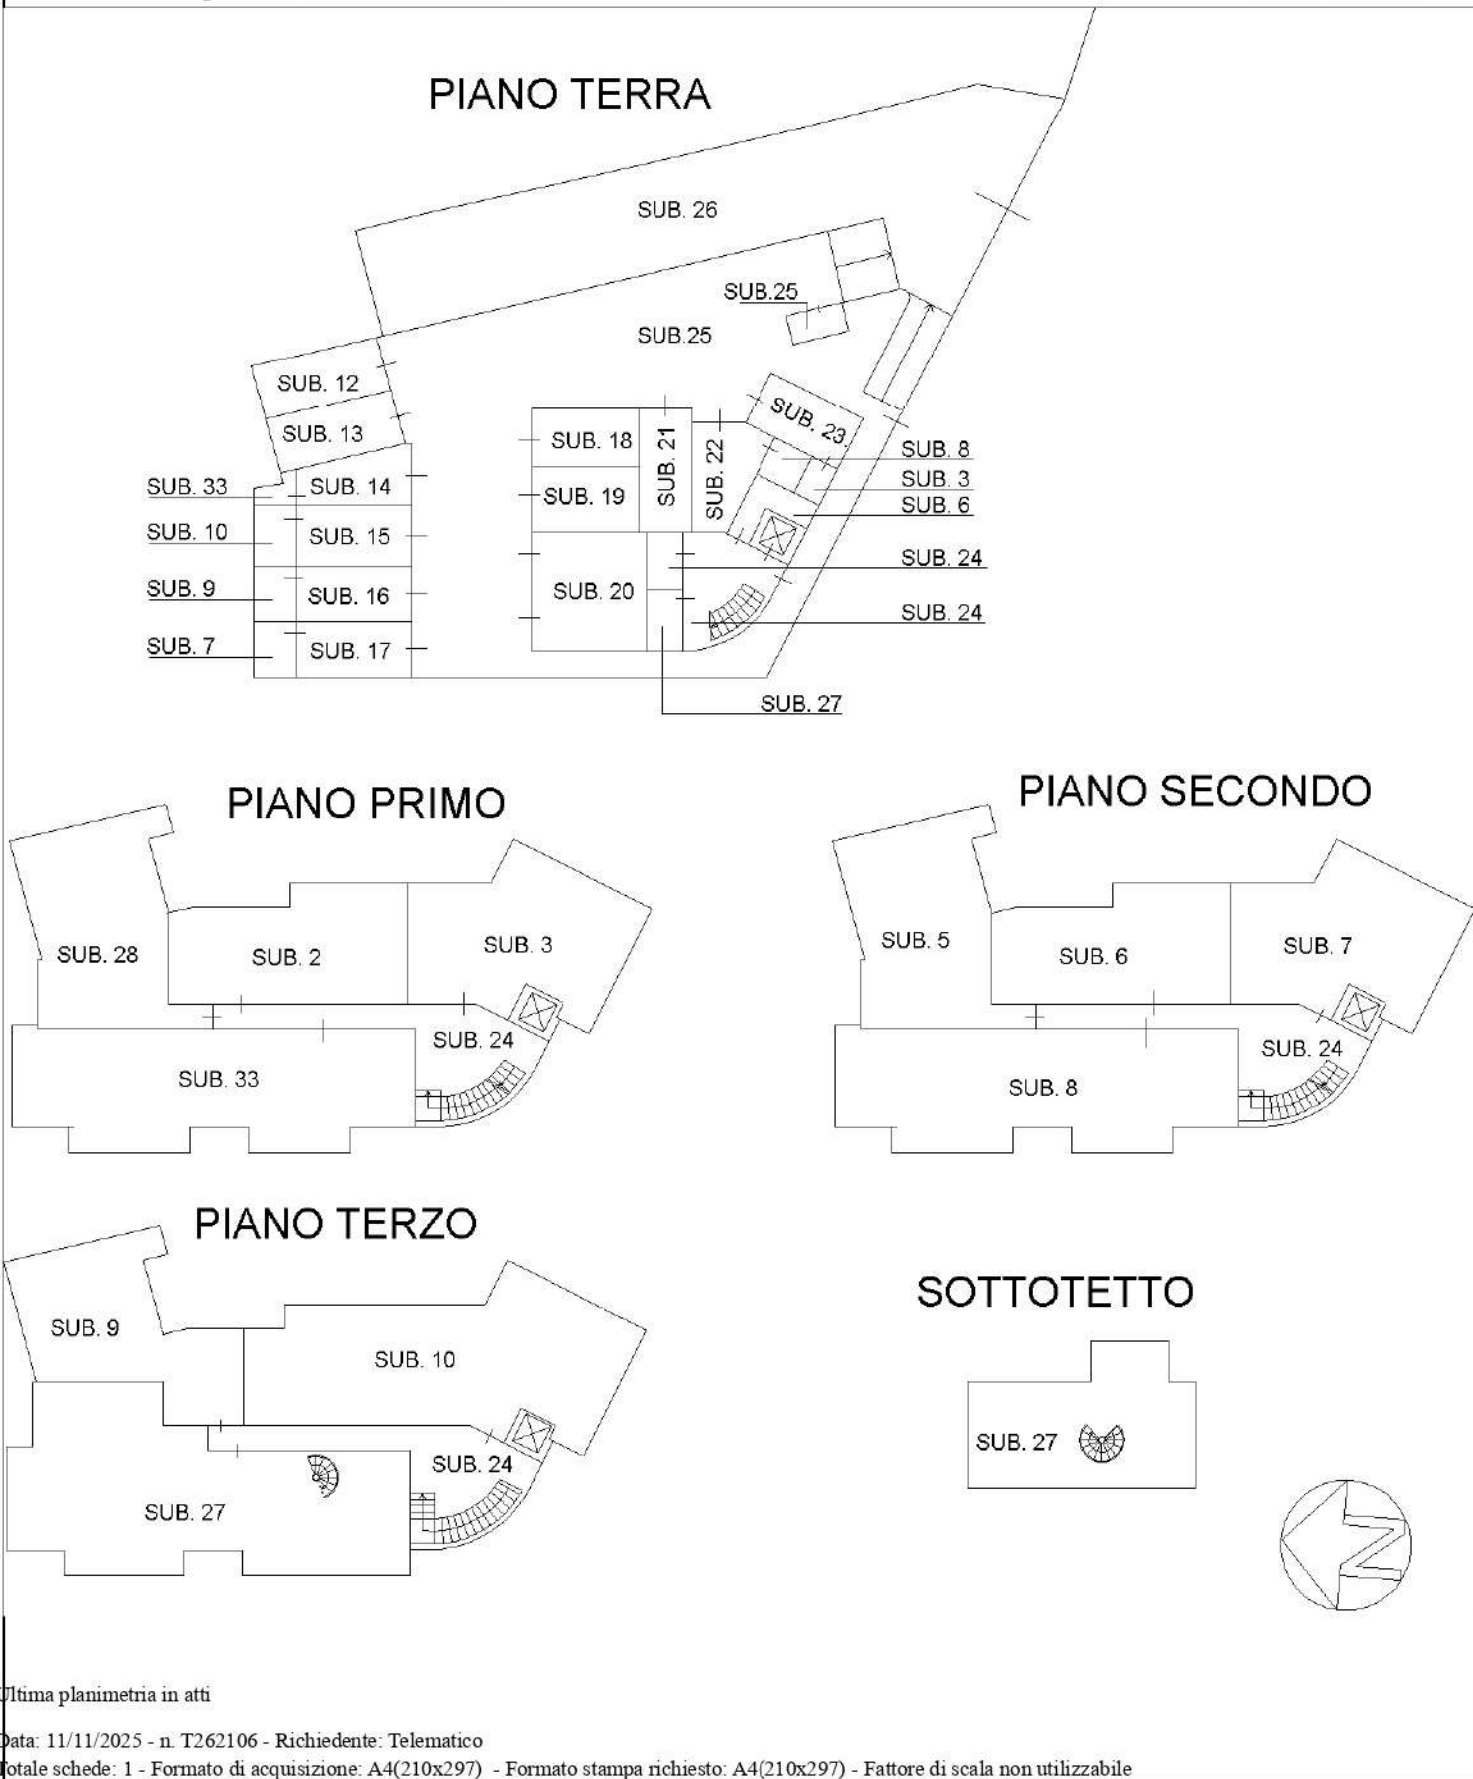 PIANO TERRA
SUB. 26
SUB.25
SUB.25
SUB. 12
SUB. 13
SUB. 33
SUB. 14
SUB. 10
SUB. 15
SUB. 9
SUB. 16
SUB. 7
SUB. 17
SUB. 18
SUB. 19
SUB. 20
SUB. 21
SUB. 22
SUB. 23
SUB. 8
SUB. 3
SUB. 6
SUB. 24
SUB. 24
SUB. 27
PIANO PRIMO
SUB. 28
SUB. 2
SUB. 3
SUB. 24
SUB. 33
PIANO SECONDO
SUB. 5
SUB. 6
SUB. 7
SUB. 24
SUB. 8
PIANO TERZO
SUB. 9
SUB. 10
SUB. 24
SUB. 27
SOTTOTETTO
SUB. 27
N
Ultima planimetria in atti
Data: 11/11/2025 - n. T262106 - Richiedente: Telematico
Totale schede: 1 - Formato di acquisizione: A4(210x297) - Formato stampa richiesto: A4(210x297) - Fattore di scala non utilizzabile